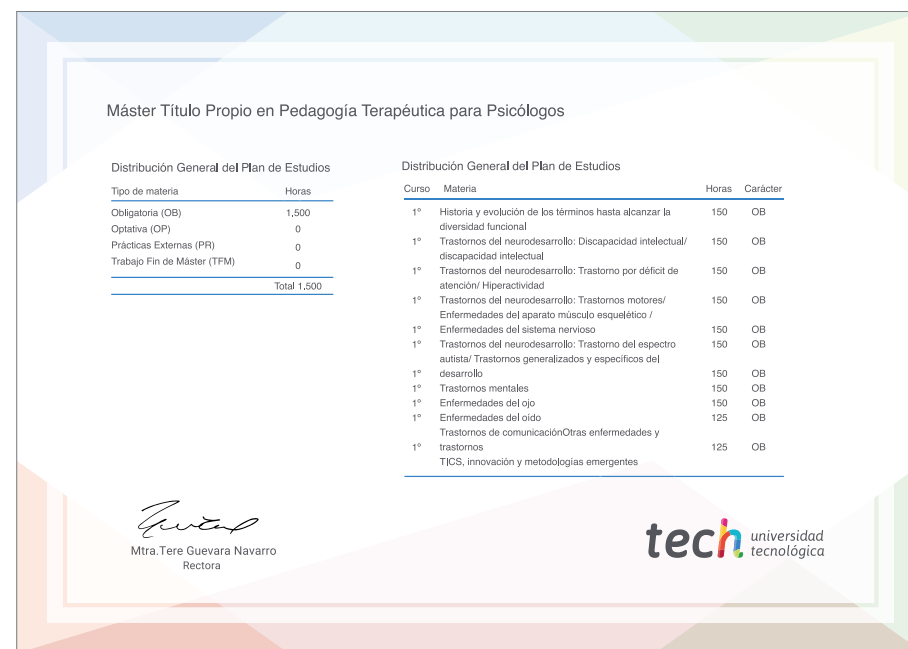 Máster Título Propio en Pedagogía Terapéutica para Psicólogos
Distribución General del Plan de Estudios
Tipo de materia Horas
Obligatoria (OB) 1,500
Optativa (OP) 0
Prácticas Externas (PR) 0
Trabajo Fin de Máster (TFM) 0
Total 1.500
Distribución General del Plan de Estudios
Curso Materia Horas Carácter
1º Historia y evolución de los términos hasta alcanzar la 150 OB
diversidad funcional
1º Trastornos del neurodesarrollo: Discapacidad intelectual/ 150 OB
discapacidad intelectual
1º Trastornos del neurodesarrollo: Trastorno por déficit de 150 OB
atención/ Hiperactividad
1º Trastornos del neurodesarrollo: Trastornos motores/ 150 OB
Enfermedades del aparato músculo esquelético /
1º Enfermedades del sistema nervioso 150 OB
1º Trastornos del neurodesarrollo: Trastorno del espectro 150 OB
autista/ Trastornos generalizados y específicos del
1º desarrollo 150 OB
1º Trastornos mentales 150 OB
1º Enfermedades del ojo 150 OB
1º Enfermedades del oído 125 OB
Trastornos de comunicaciónOtras enfermedades y
1º trastornos 125 OB
TICS, innovación y metodologías emergentes
Mtra.Tere Guevara Navarro
Rectora
tech universidad
tecnológica